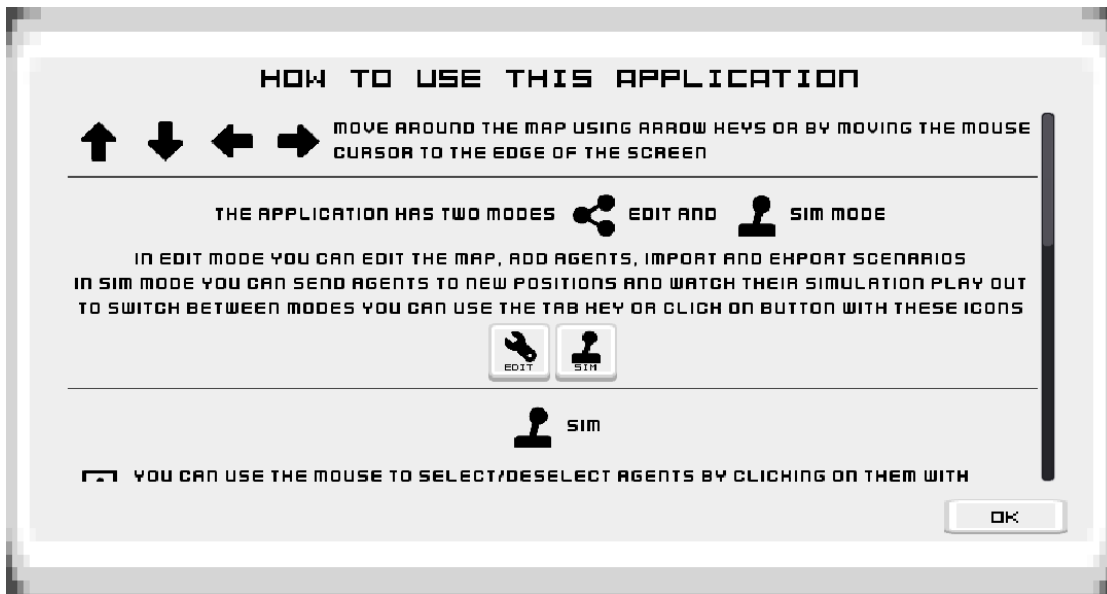 HOW TO USE THIS APPLICATION
MOVE AROUND THE MAP USING ARROW KEYS OR BY MOVING THE MOUSE
CURSOR TO THE EDGE OF THE SCREEN
THE APPLICATION HAS TWO MODES EDIT AND SIM MODE
IN EDIT MODE YOU CAN EDIT THE MAP, ADD AGENTS, IMPORT AND EXPORT SCENARIOS
IN SIM MODE YOU CAN SEND AGENTS TO NEW POSITIONS AND WATCH THEIR SIMULATION PLAY OUT
TO SWITCH BETWEEN MODES YOU CAN USE THE TAB KEY OR CLICK ON BUTTON WITH THESE ICONS
EDIT SIM
SIM
YOU CAN USE THE MOUSE TO SELECT/DESELECT AGENTS BY CLICKING ON THEM WITH
OK